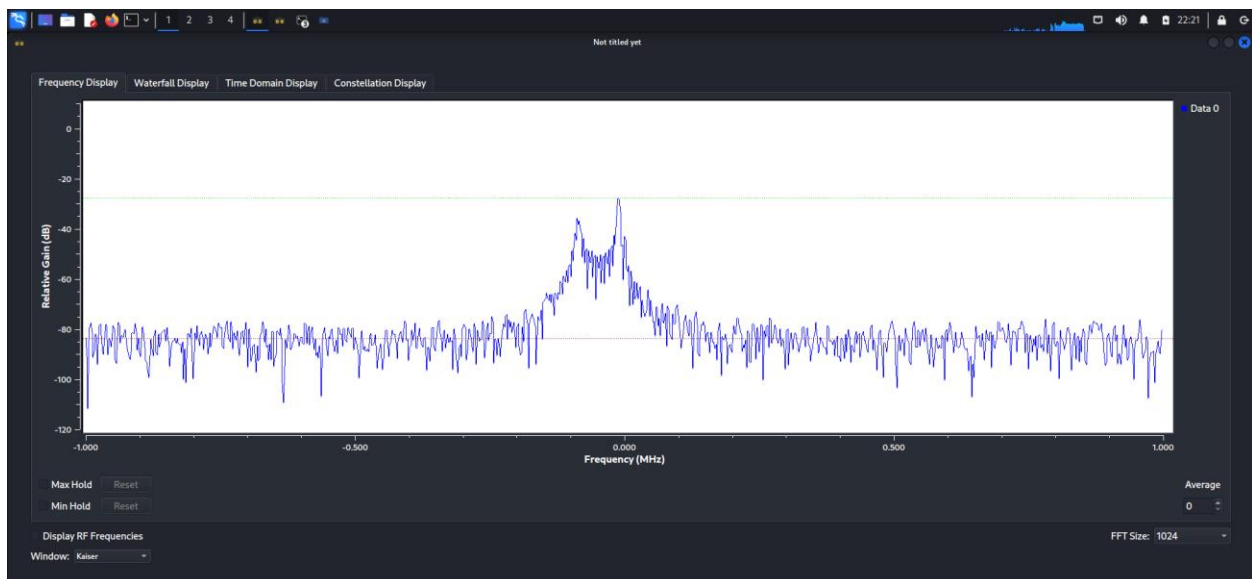 1 2 3 4 22:21
Not titled yet
Frequency Display Waterfall Display Time Domain Display Constellation Display
Data 0
0
-20
-40
-60
-80
-100
-120
Relative Gain (dB)
-1.000 -0.500 0.000 0.500 1.000
Frequency (MHz)
Max Hold Reset Average
Min Hold Reset 0
Display RF Frequencies FFT Size: 1024
Window: Kaiser